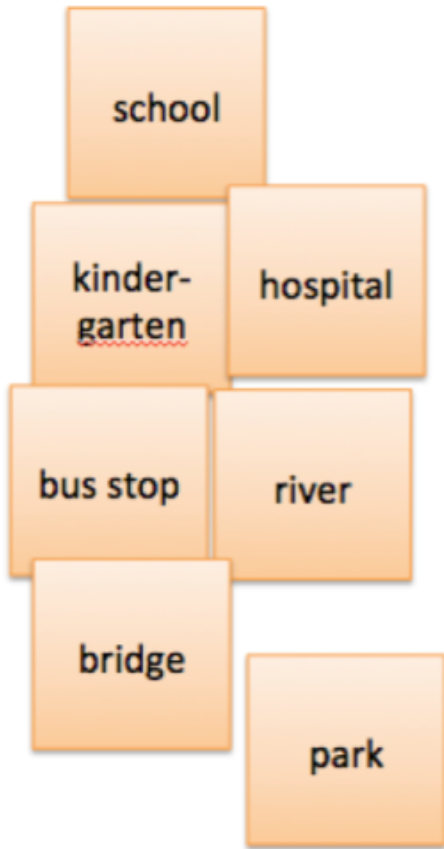 school
kinder-
garten
hospital
bus stop
river
bridge
park